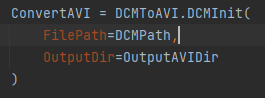 ConvertAVI = DCMToAVI.DCMInit(
    FilePath=DCMPath,
    OutputDir=OutputAVIDir
)